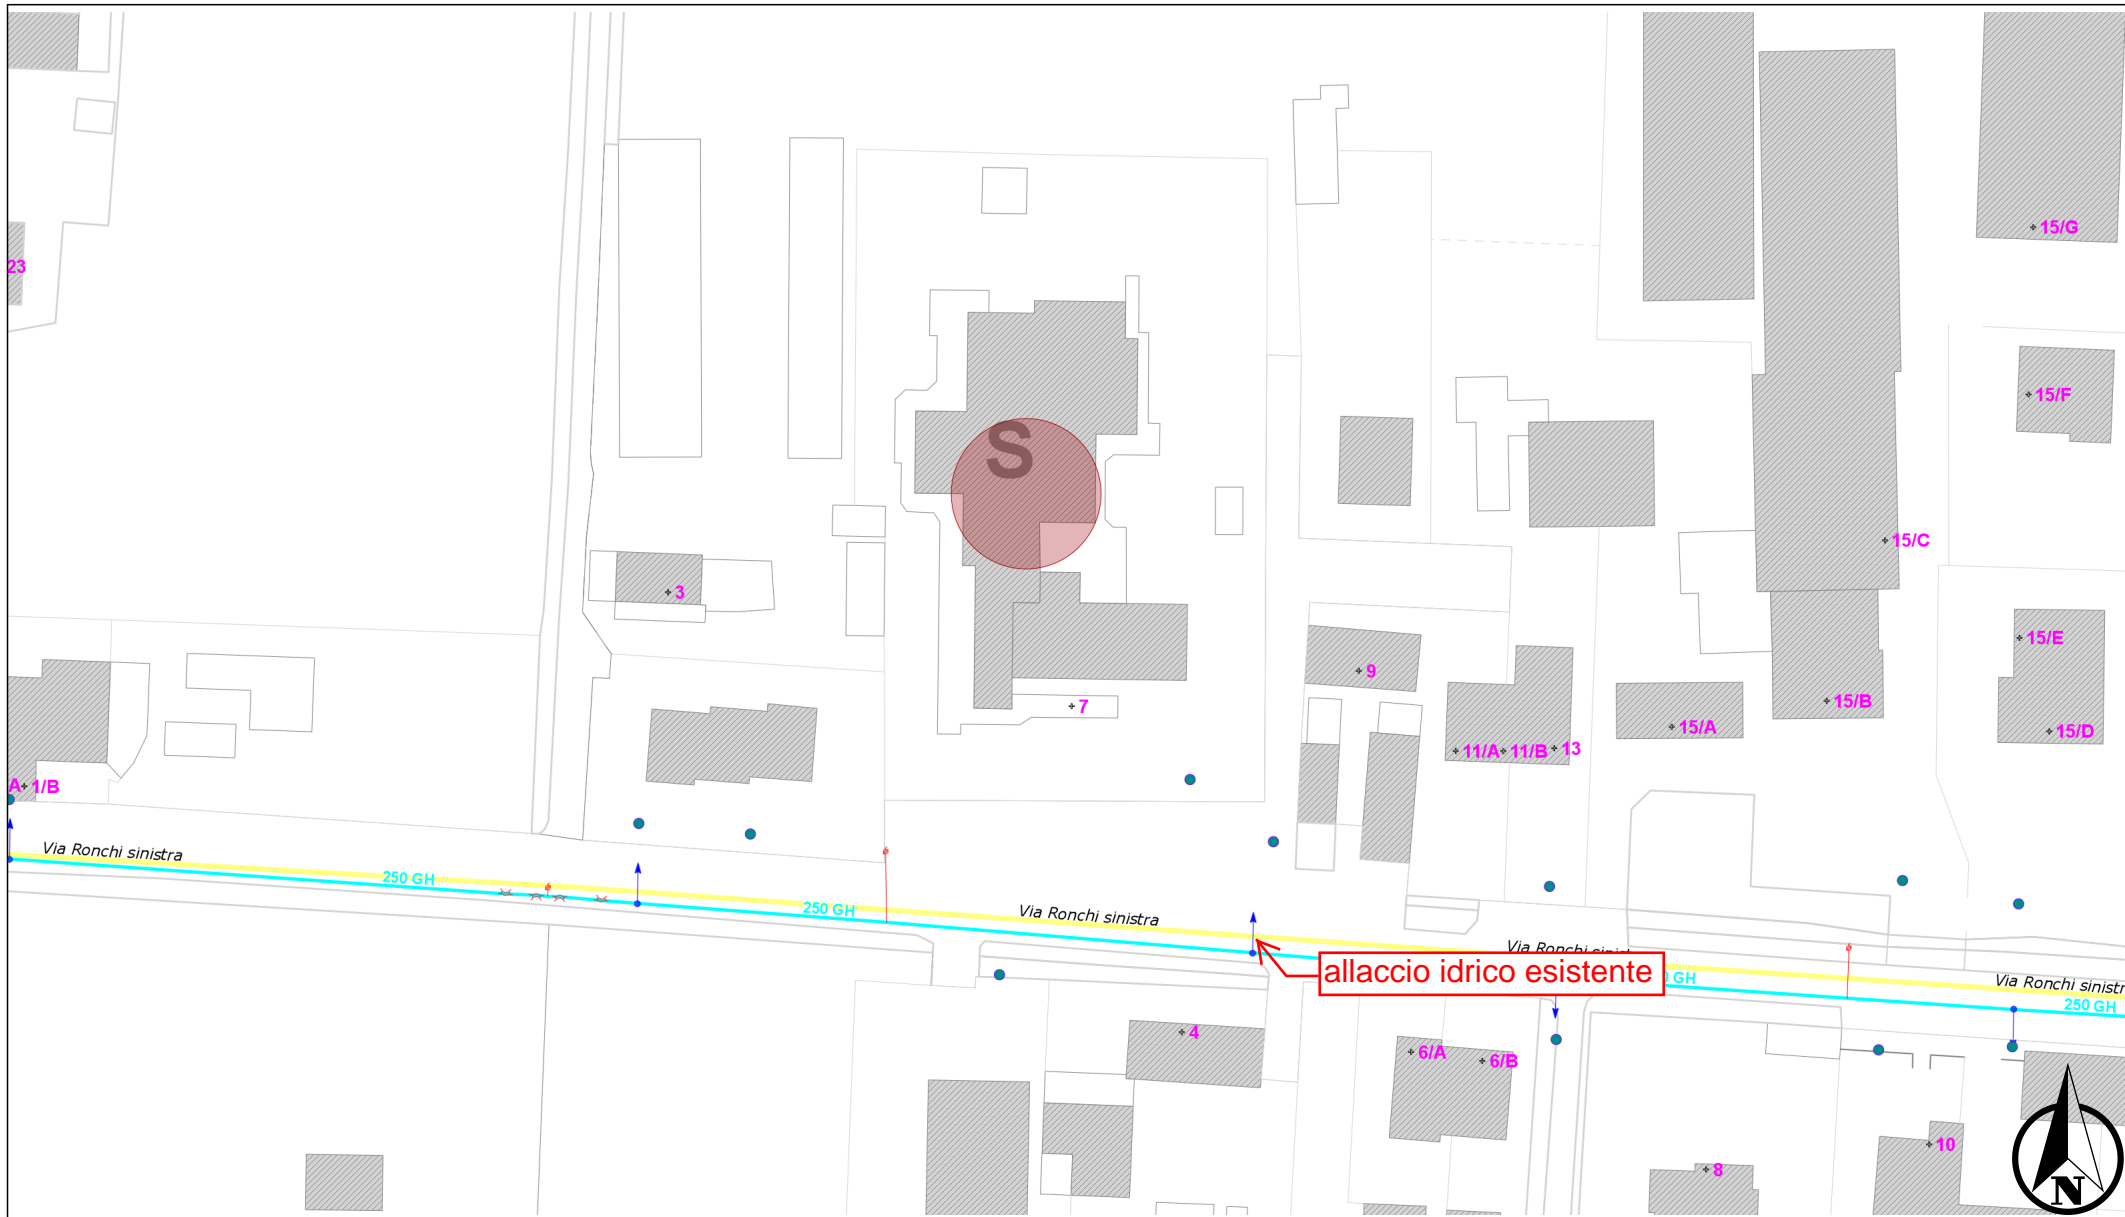 15/G
23
15/F
S
15/C
3
15/E
9
15/B
7
15/A
15/D
11/A
11/B
13
A
1/B
Via Ronchi sinistra
250 GH
250 GH
Via Ronchi sinistra
allaccio idrico esistente
GH
Via Ronchi
250 GH
4
6/A
6/B
10
8
N